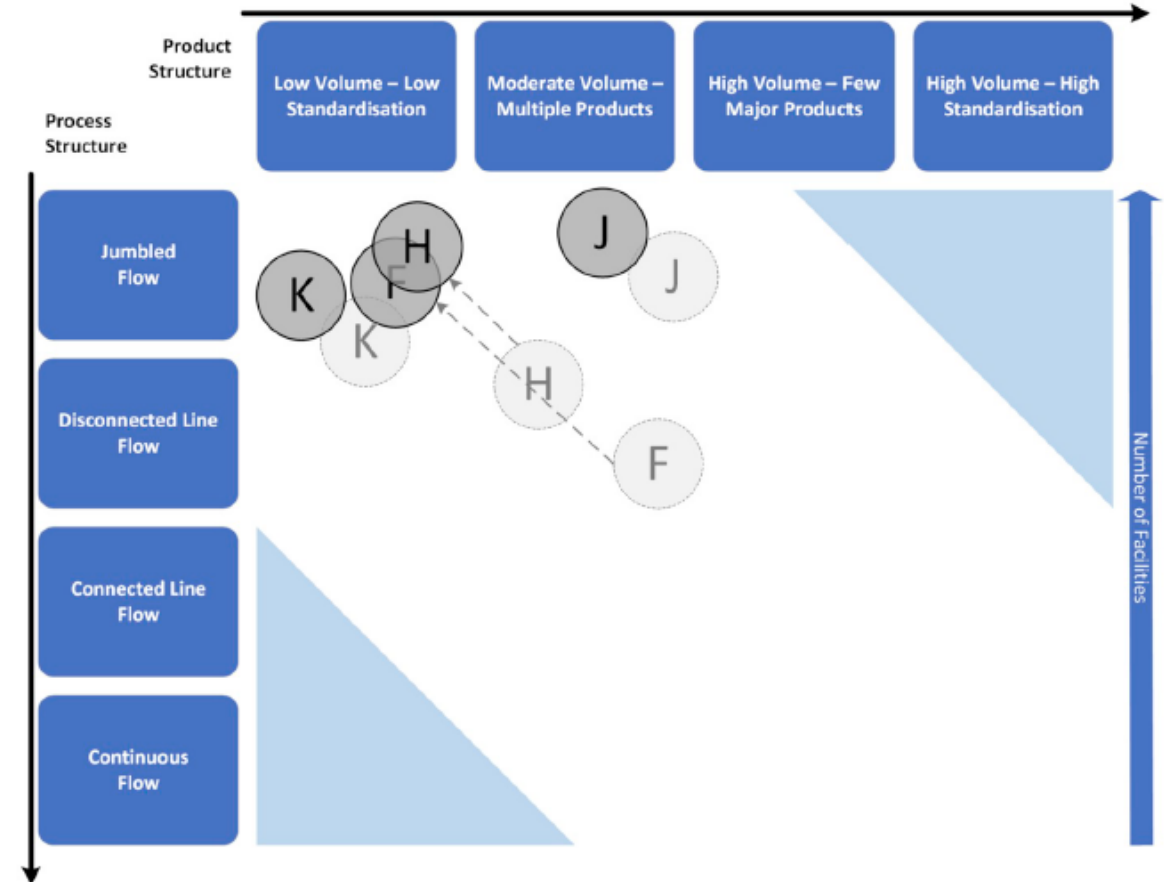 Product
Structure
Low Volume – Low
Standardisation
Moderate Volume –
Multiple Products
High Volume – Few
Major Products
High Volume – High
Standardisation
Process
Structure
Jumbled
Flow
Disconnected Line
Flow
Connected Line
Flow
Continuous
Flow
K
H
F
K
J
J
H
F
Number of Facilities